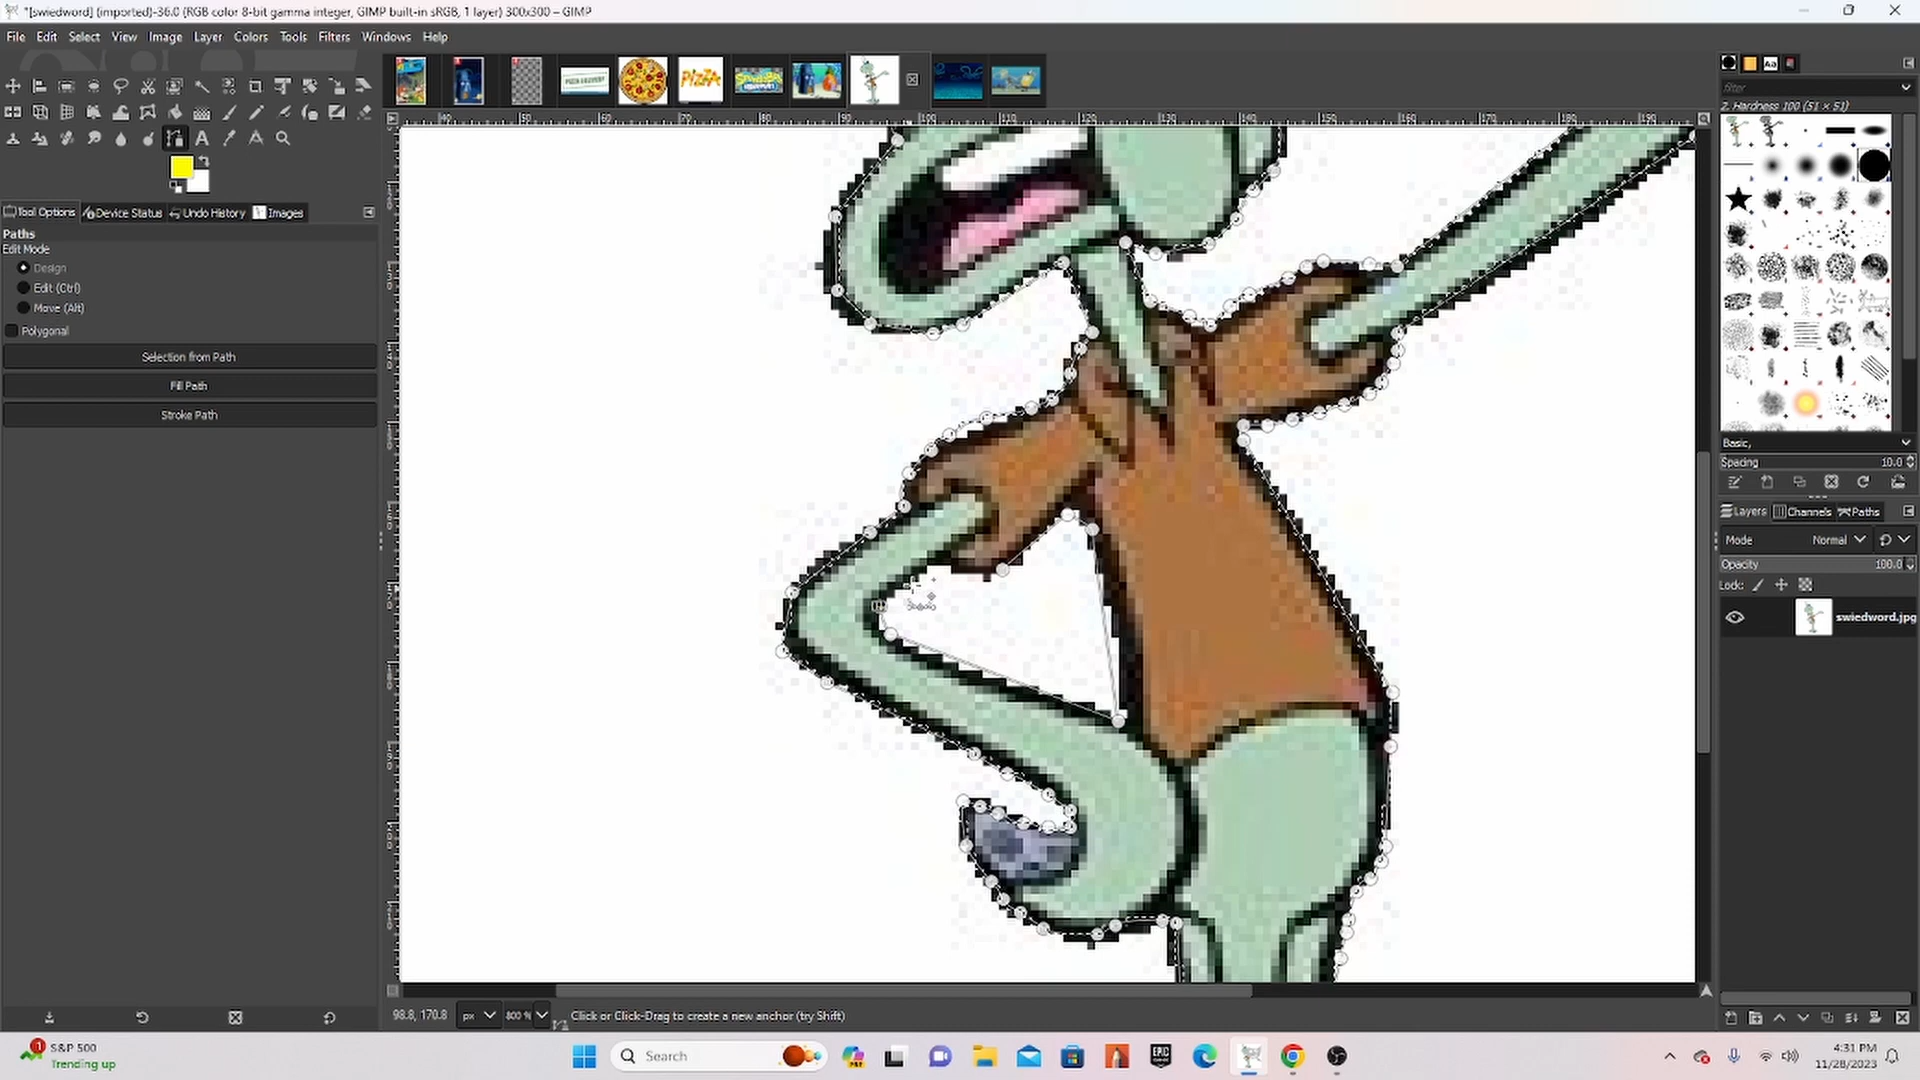 *[swiedword] (imported)-36.0 (RGB color 8-bit gamma integer, GIMP built-in sRGB, 1 layer) 300x300 – GIMP
File Edit Select View Image Layer Colors Tools Filters Windows Help
PIZZA
Tool Options Device Status Undo History Images
Paths
Edit Mode
Design
Edit (Ctrl)
Move (Alt)
Polygonal
Selection from Path
Fill Path
Stroke Path
filter
2. Hardness 100 (51 × 51)
Basic,
Spacing 10.0
Layers Channels Paths
Mode Normal
Opacity 100.0
Lock:
swiedword.jpg
98.8, 170.8 px 800 % Click or Click-Drag to create a new anchor (try Shift)
1
S&P 500
Trending up
Search
EPIC
4:31 PM
11/28/2023